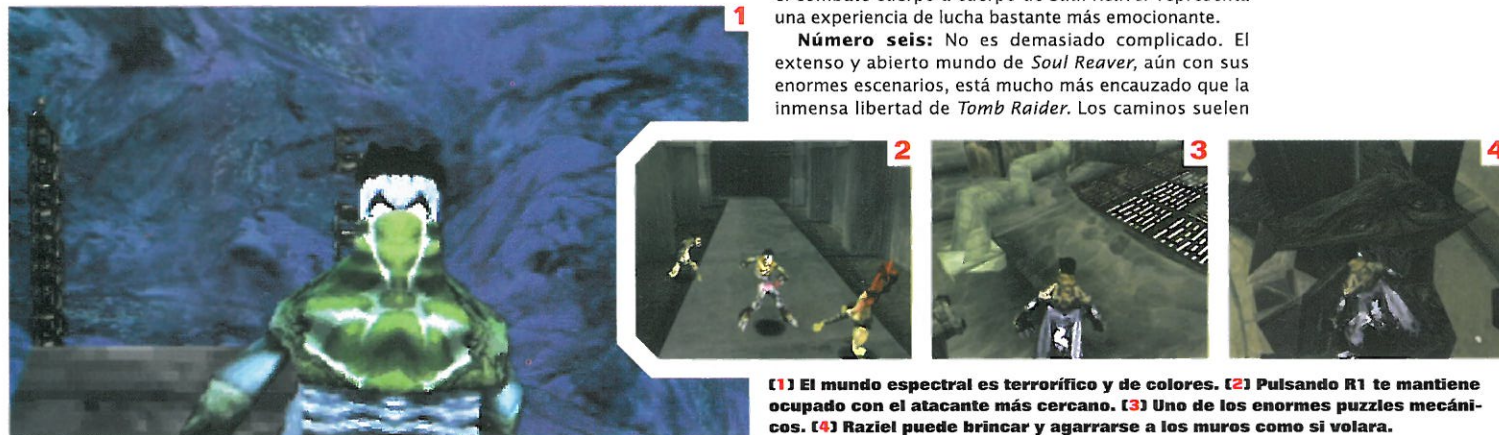 una experiencia de lucha bastante más emocionante.
Número seis: No es demasiado complicado. El
extenso y abierto mundo de Soul Reaver, aún con sus
enormes escenarios, está mucho más encauzado que la
inmensa libertad de Tomb Raider. Los caminos suelen
1
2
3
4
[1] El mundo espectral es terrorífico y de colores. [2] Pulsando R1 te mantiene
ocupado con el atacante más cercano. [3] Uno de los enormes puzzles mecáni-
cos. [4] Raziel puede brincar y agarrarse a los muros como si volara.